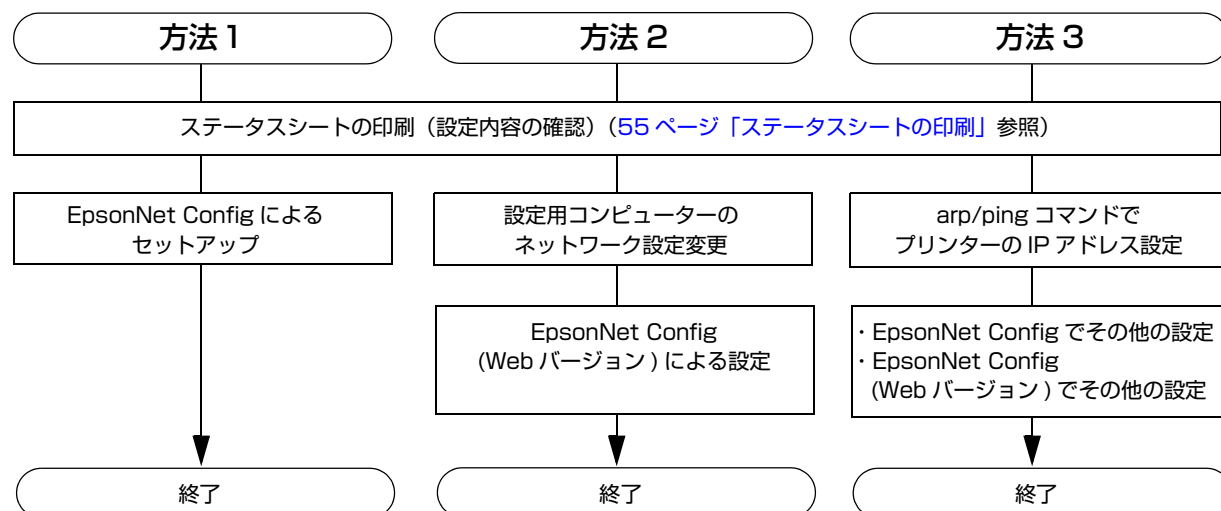 方法 1
方法 2
方法 3
ステータスシートの印刷（設定内容の確認）（55 ページ「ステータスシートの印刷」参照）
EpsonNet Config による
セットアップ
設定用コンピューターの
ネットワーク設定変更
arp/ping コマンドで
プリンターの IP アドレス設定
EpsonNet Config
(Web バージョン ) による設定
・EpsonNet Config でその他の設定
・EpsonNet Config
(Web バージョン ) でその他の設定
終了
終了
終了